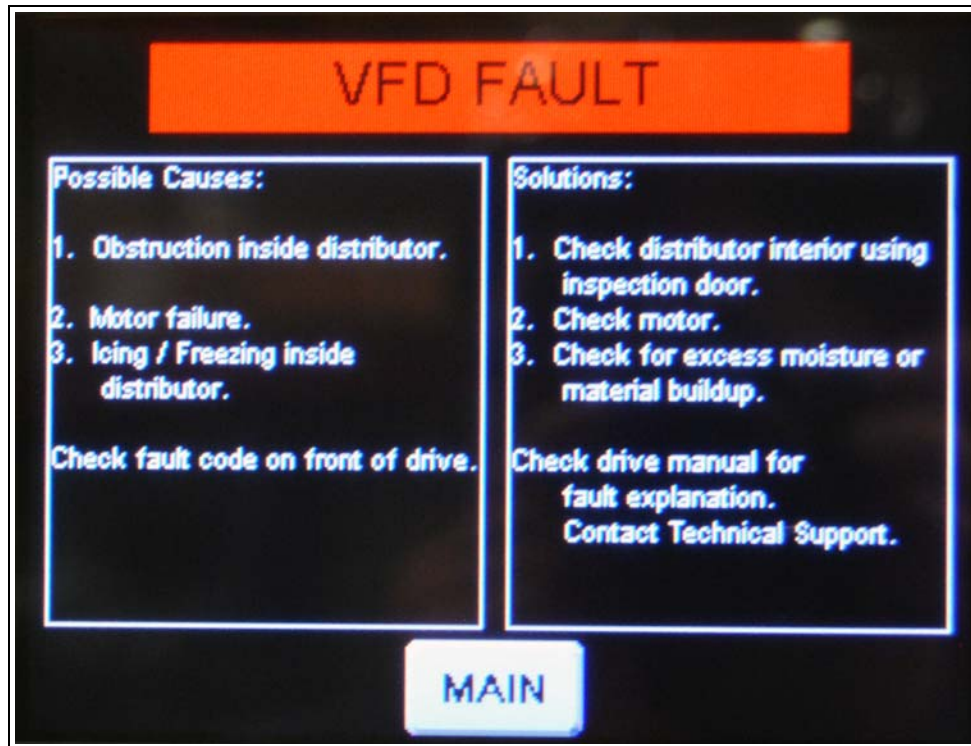 VFD FAULT
Possible Causes:
1. Obstruction inside distributor.
2. Motor failure.
3. Icing / Freezing inside
distributor.
Check fault code on front of drive.
Solutions:
1. Check distributor interior using
inspection door.
2. Check motor.
3. Check for excess moisture or
material buildup.
Check drive manual for
fault explanation.
Contact Technical Support.
MAIN